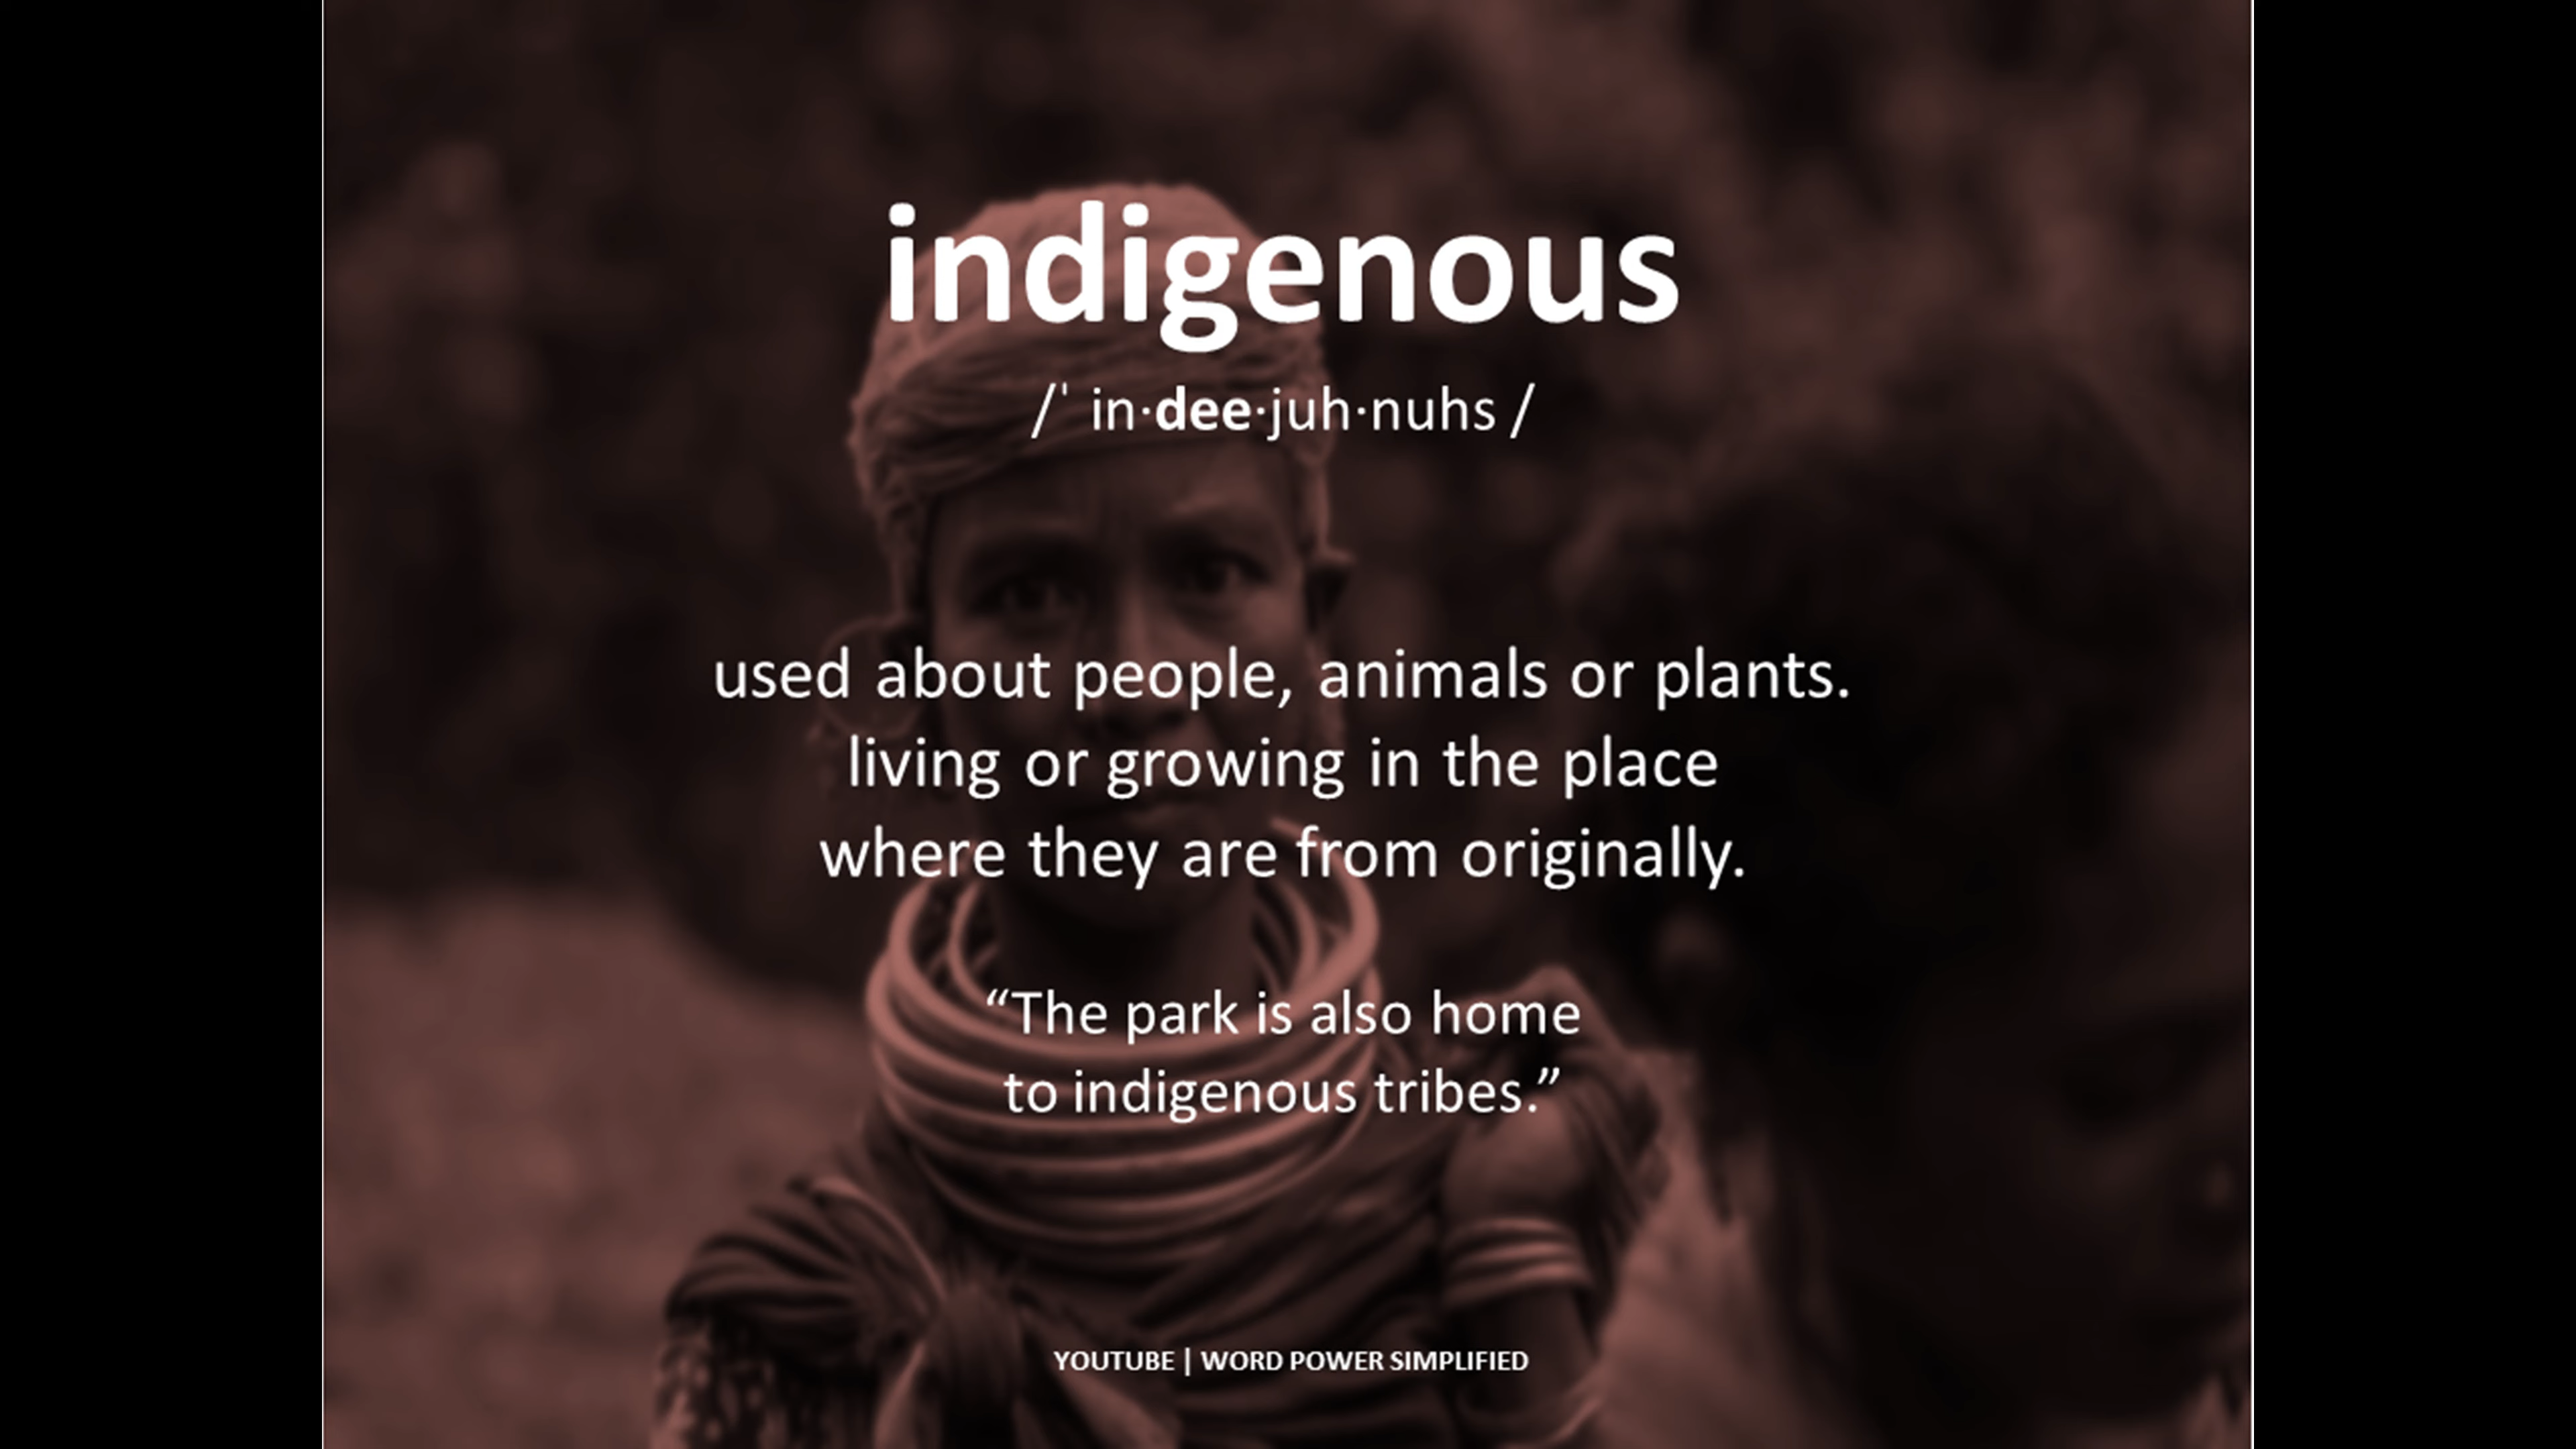 indigenous
/ˈ in·dee·juh·nuhs /
used about people, animals or plants.
living or growing in the place
where they are from originally.
“The park is also home
to indigenous tribes.”
YOUTUBE | WORD POWER SIMPLIFIED